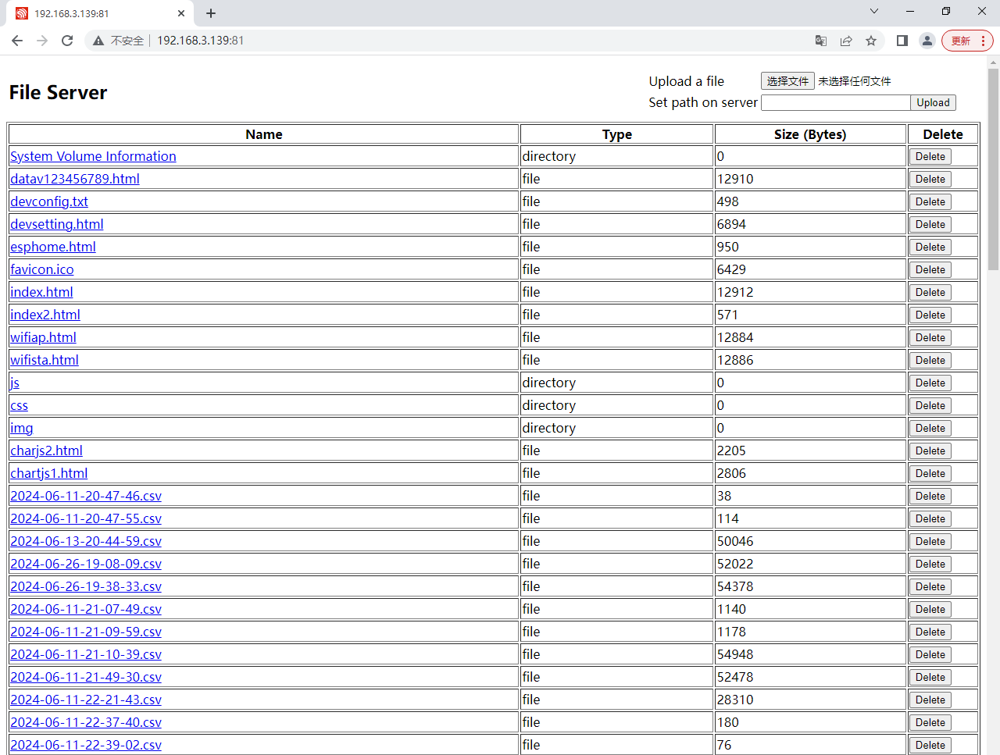 192.168.3.139:81
不安全 192.168.3.139:81 更新
File Server
Upload a file 选择文件 未选择任何文件
Set path on server Upload
Name Type Size (Bytes) Delete
System Volume Information directory 0 Delete
datav123456789.html file 12910 Delete
devconfig.txt file 498 Delete
devsetting.html file 6894 Delete
esphome.html file 950 Delete
favicon.ico file 6429 Delete
index.html file 12912 Delete
index2.html file 571 Delete
wifiap.html file 12884 Delete
wifista.html file 12886 Delete
js directory 0 Delete
css directory 0 Delete
img directory 0 Delete
charjs2.html file 2205 Delete
chartjs1.html file 2806 Delete
2024-06-11-20-47-46.csv file 38 Delete
2024-06-11-20-47-55.csv file 114 Delete
2024-06-13-20-44-59.csv file 50046 Delete
2024-06-26-19-08-09.csv file 52022 Delete
2024-06-26-19-38-33.csv file 54378 Delete
2024-06-11-21-07-49.csv file 1140 Delete
2024-06-11-21-09-59.csv file 1178 Delete
2024-06-11-21-10-39.csv file 54948 Delete
2024-06-11-21-49-30.csv file 52478 Delete
2024-06-11-22-21-43.csv file 28310 Delete
2024-06-11-22-37-40.csv file 180 Delete
2024-06-11-22-39-02.csv file 76 Delete